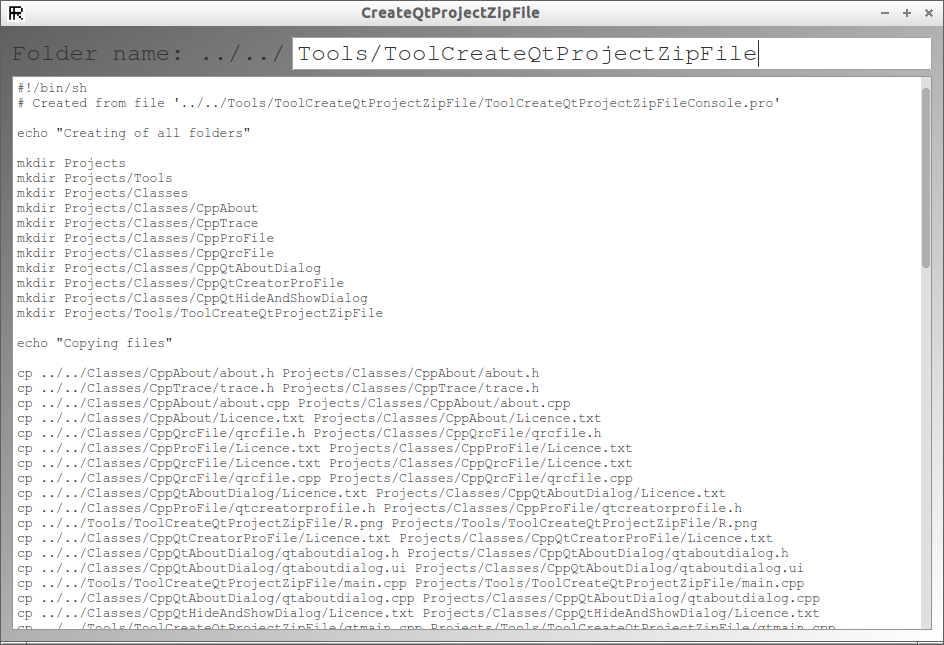 CreateQtProjectZipFile
Folder name: ../../ Tools/ToolCreateQtProjectZipFile
#!/bin/sh
# Created from file '../../Tools/ToolCreateQtProjectZipFile/ToolCreateQtProjectZipFileConsole.pro'
echo "Creating of all folders"
mkdir Projects
mkdir Projects/Tools
mkdir Projects/Classes
mkdir Projects/Classes/CppAbout
mkdir Projects/Classes/CppTrace
mkdir Projects/Classes/CppProFile
mkdir Projects/Classes/CppQrcFile
mkdir Projects/Classes/CppQtAboutDialog
mkdir Projects/Classes/CppQtCreatorProFile
mkdir Projects/Classes/CppQtHideAndShowDialog
mkdir Projects/Tools/ToolCreateQtProjectZipFile
echo "Copying files"
cp ../../Classes/CppAbout/about.h Projects/Classes/CppAbout/about.h
cp ../../Classes/CppTrace/trace.h Projects/Classes/CppTrace/trace.h
cp ../../Classes/CppAbout/about.cpp Projects/Classes/CppAbout/about.cpp
cp ../../Classes/CppAbout/Licence.txt Projects/Classes/CppAbout/Licence.txt
cp ../../Classes/CppQrcFile/qrcfile.h Projects/Classes/CppQrcFile/qrcfile.h
cp ../../Classes/CppProFile/Licence.txt Projects/Classes/CppProFile/Licence.txt
cp ../../Classes/CppQrcFile/Licence.txt Projects/Classes/CppQrcFile/Licence.txt
cp ../../Classes/CppQrcFile/qrcfile.cpp Projects/Classes/CppQrcFile/qrcfile.cpp
cp ../../Classes/CppQtAboutDialog/Licence.txt Projects/Classes/CppQtAboutDialog/Licence.txt
cp ../../Classes/CppProFile/qtcreatorprofile.h Projects/Classes/CppProFile/qtcreatorprofile.h
cp ../../Tools/ToolCreateQtProjectZipFile/R.png Projects/Tools/ToolCreateQtProjectZipFile/R.png
cp ../../Classes/CppQtCreatorProFile/Licence.txt Projects/Classes/CppQtCreatorProFile/Licence.txt
cp ../../Classes/CppQtAboutDialog/qtaboutdialog.h Projects/Classes/CppQtAboutDialog/qtaboutdialog.h
cp ../../Classes/CppQtAboutDialog/qtaboutdialog.ui Projects/Classes/CppQtAboutDialog/qtaboutdialog.ui
cp ../../Tools/ToolCreateQtProjectZipFile/main.cpp Projects/Tools/ToolCreateQtProjectZipFile/main.cpp
cp ../../Classes/CppQtAboutDialog/qtaboutdialog.cpp Projects/Classes/CppQtAboutDialog/qtaboutdialog.cpp
cp ../../Classes/CppQtHideAndShowDialog/Licence.txt Projects/Classes/CppQtHideAndShowDialog/Licence.txt
cp ../../Tools/ToolCreateQtProjectZipFile/qtmain.cpp Projects/Tools/ToolCreateQtProjectZipFile/qtmain.cpp